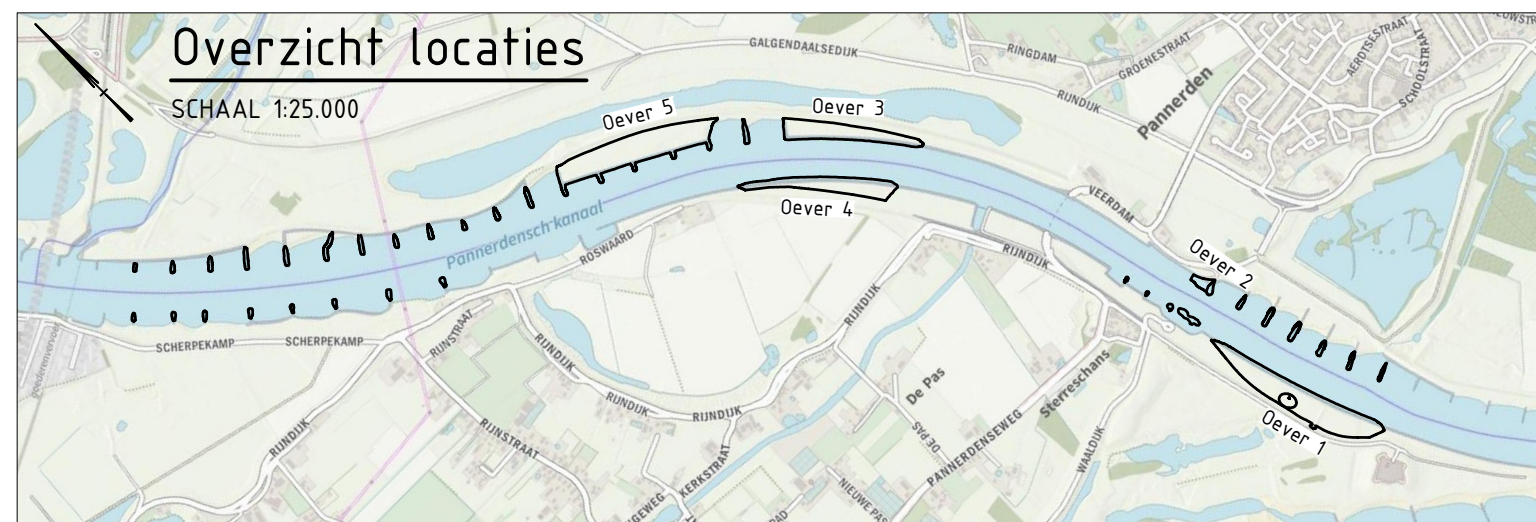 Overzicht locaties
SCHAAL 1:25.000
GALGENDAALSEDIJK
RINGDAM
GROENESTRAAT
AERDTSESTRAAT
SCHOOLSTRAAT
RIJNDIJK
Pannerden
Oever 5
Oever 3
Oever 4
VEERDAM
Pannerdensch kanaal
ROSWAARD
RIJNDIJK
Oever 2
SCHERPEKAMP
SCHERPEKAMP
RIJNSTRAAT
RIJNDIJK
RIJNDIJK
De Pas
Sterreschans
RIJNDIJK
RIJNDIJK
Oever 1
RIJNDIJK
RIJNSTRAAT
DE PAS
PANNERDENSEWEG
WAALDIJK
KERKSTRAAT
NIEUWE PAS